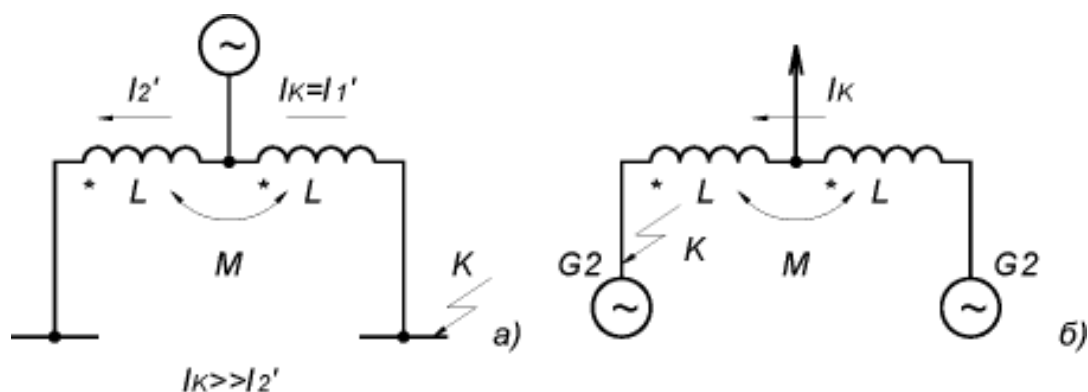 ~
I2' IK=I1'
* L * L
M
K
IK>>I2'
а)
IK
* L * L
K M
G2 G2
~ ~
б)